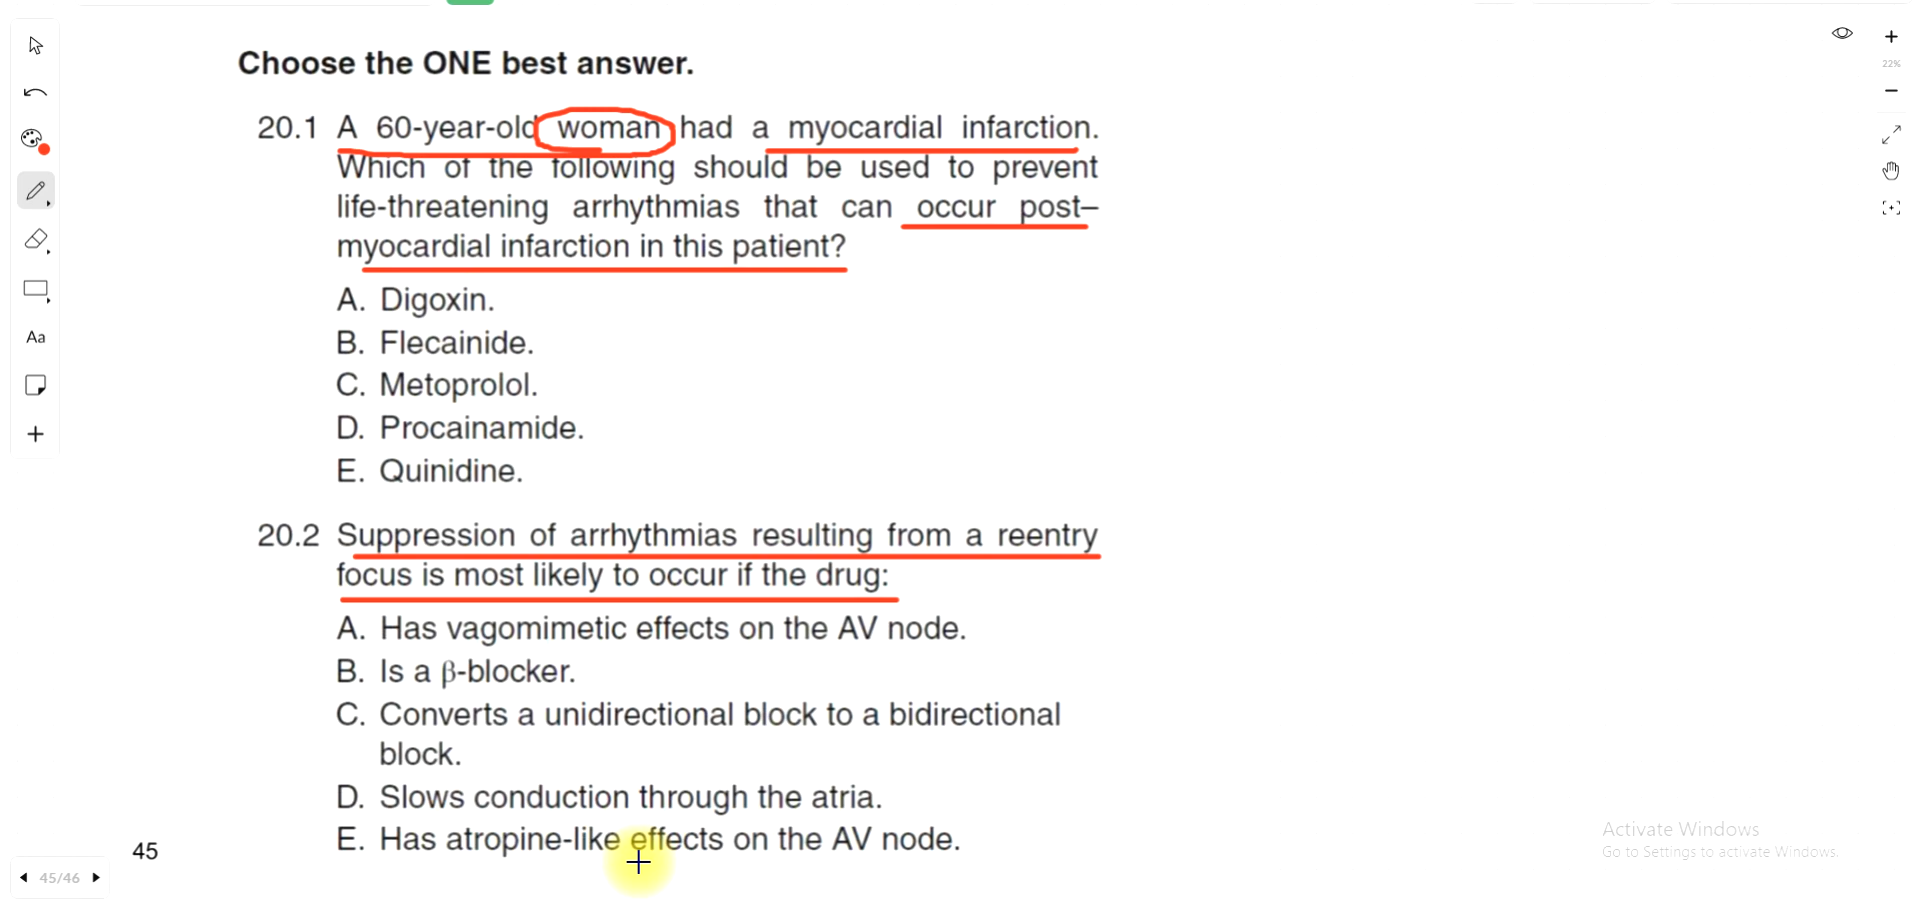 Choose the ONE best answer.
22%
20.1 A 60-year-old woman had a myocardial infarction.
Which of the following should be used to prevent
life-threatening arrhythmias that can occur post–
myocardial infarction in this patient?
A. Digoxin.
B. Flecainide.
C. Metoprolol.
D. Procainamide.
E. Quinidine.
Aa
20.2 Suppression of arrhythmias resulting from a reentry
focus is most likely to occur if the drug:
A. Has vagomimetic effects on the AV node.
B. Is a β-blocker.
C. Converts a unidirectional block to a bidirectional
block.
D. Slows conduction through the atria.
E. Has atropine-like effects on the AV node.
45
45/46
Activate Windows
Go to Settings to activate Windows.